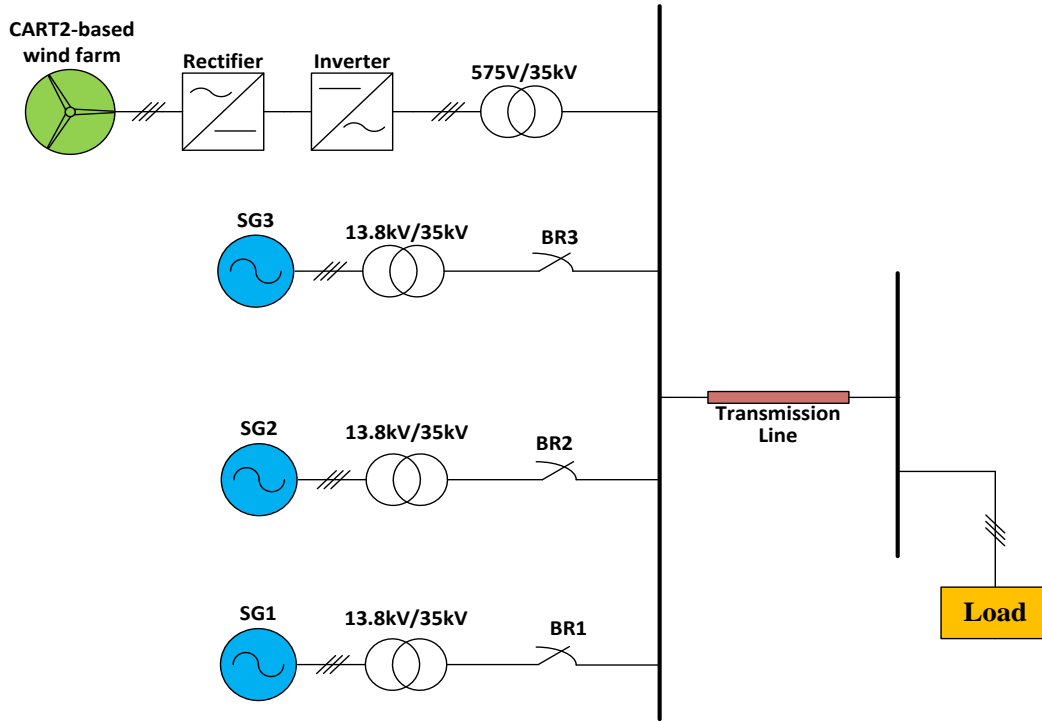 CART2-based
wind farm
Rectifier
Inverter
575V/35kV
SG3
13.8kV/35kV
BR3
SG2
13.8kV/35kV
BR2
Transmission
Line
SG1
13.8kV/35kV
BR1
Load